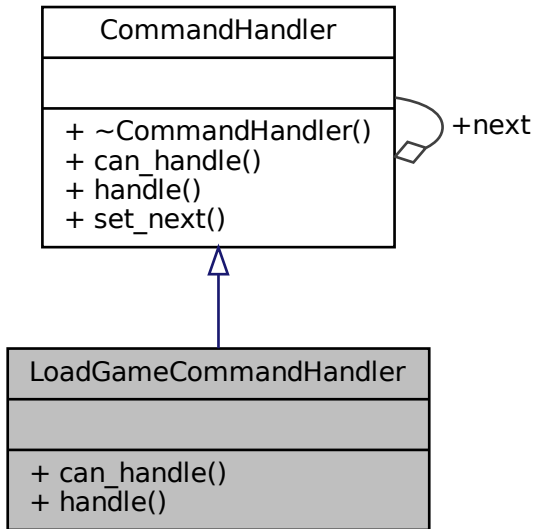 CommandHandler
+ ~CommandHandler()
+ can_handle()
+ handle()
+ set_next()
+next
LoadGameCommandHandler
+ can_handle()
+ handle()